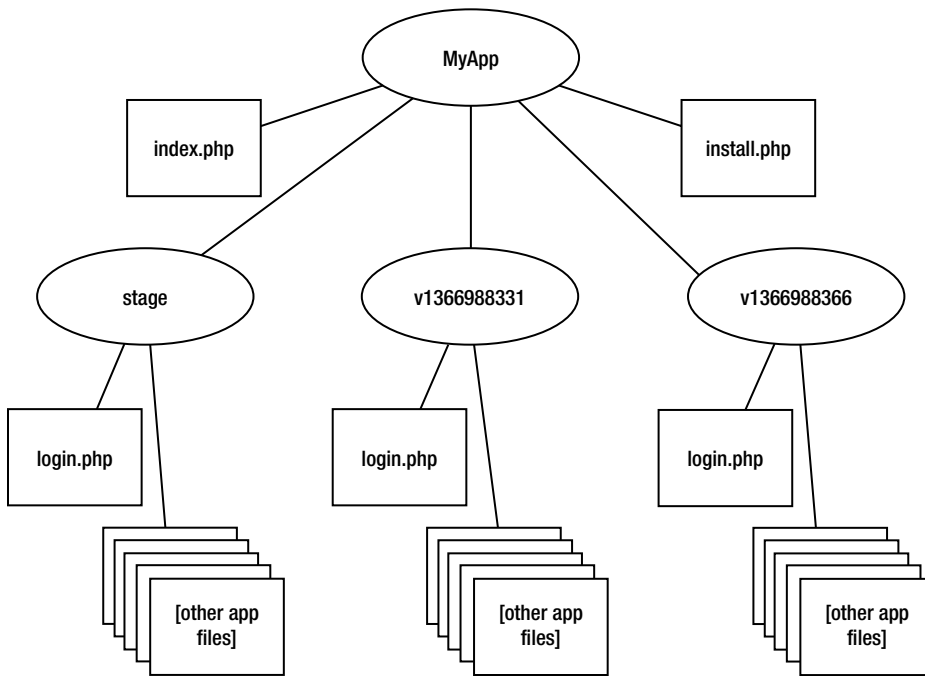 MyApp
index.php
install.php
stage
v1366988331
v1366988366
login.php
login.php
login.php
[other app
files]
[other app
files]
[other app
files]